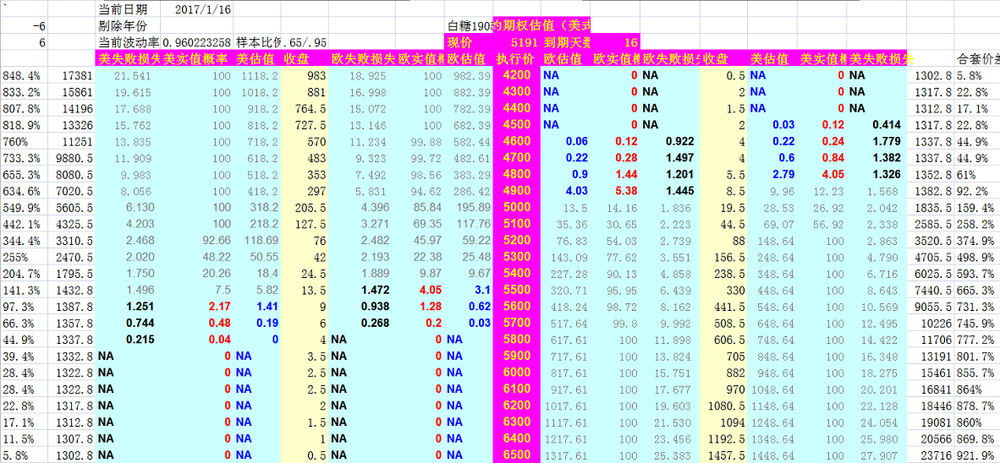 ` 当前日期 2017/1/16
-6 剔除年份 白糖1903 约期权估值（美式
6 当前波动率 0.960223258 样本比例 .65/.95 现价 5191 到期天数 16
美失败损失 美实值概率 美估值 收盘 欧失败损失 欧实值概 欧估值 执行价 欧估值 欧实值概率 欧失败损失 收盘 美估值 美实值概率 美失败损失 合套价差
848.4% 17381 21.541 100 1118.2 983 18.925 100 982.39 4200 NA 0 NA 0.5 NA 0 NA 1302.8 5.8%
833.2% 15861 19.615 100 1018.2 881 16.998 100 882.39 4300 NA 0 NA 2 NA 0 NA 1317.8 22.8%
807.8% 14196 17.688 100 918.2 764.5 15.072 100 782.39 4400 NA 0 NA 1.5 NA 0 NA 1312.8 17.1%
818.9% 13326 15.762 100 818.2 727.5 13.146 100 682.39 4500 NA 0 NA 2 0.03 0.12 0.414 1317.8 22.8%
760% 11251 13.835 100 718.2 570 11.234 99.88 582.44 4600 0.06 0.12 0.922 4 0.22 0.24 1.779 1337.8 44.9%
733.3% 9880.5 11.909 100 618.2 483 9.323 99.72 482.61 4700 0.22 0.28 1.497 4 0.6 0.84 1.382 1337.8 44.9%
655.3% 8080.5 9.983 100 518.2 353 7.492 98.56 383.29 4800 0.9 1.44 1.201 5.5 2.79 4.05 1.326 1352.8 61%
634.6% 7020.5 8.056 100 418.2 297 5.831 94.62 286.42 4900 4.03 5.38 1.445 8.5 9.96 12.23 1.568 1382.8 92.2%
549.9% 5605.5 6.130 100 318.2 205.5 4.396 85.84 195.89 5000 13.5 14.16 1.836 19.5 28.53 26.92 2.042 1835.5 159.4%
442.1% 4325.5 4.203 100 218.2 127.5 3.271 69.35 117.76 5100 35.36 30.65 2.223 44.5 69.07 56.92 2.338 2585.5 258.2%
344.4% 3310.5 2.468 92.66 118.69 76 2.482 45.97 59.22 5200 76.83 54.03 2.739 88 148.64 100 2.863 3520.5 374.9%
255% 2470.5 2.020 48.22 50.55 42 2.193 22.38 25.48 5300 143.09 77.62 3.551 156.5 248.64 100 4.790 4705.5 498.9%
204.7% 1795.5 1.750 20.26 18.4 24.5 1.889 9.87 9.67 5400 227.28 90.13 4.858 238.5 348.64 100 6.716 6025.5 593.7%
141.3% 1432.8 1.496 7.5 5.82 13.5 1.472 4.05 3.1 5500 320.71 95.95 6.439 330 448.64 100 8.643 7440.5 665.3%
97.3% 1387.8 1.251 2.17 1.41 9 0.938 1.28 0.62 5600 418.24 98.72 8.162 441.5 548.64 100 10.569 9055.5 731.3%
66.3% 1357.8 0.744 0.48 0.19 6 0.268 0.2 0.03 5700 517.64 99.8 9.992 508.5 648.64 100 12.495 10226 745.9%
44.9% 1337.8 0.215 0.04 0 4 NA 0 NA 5800 617.61 100 11.898 606.5 748.64 100 14.422 11706 777.2%
39.4% 1332.8 NA 0 NA 3.5 NA 0 NA 5900 717.61 100 13.824 705 848.64 100 16.348 13191 801.7%
28.4% 1322.8 NA 0 NA 2.5 NA 0 NA 6000 817.61 100 15.751 882 948.64 100 18.275 15461 855.7%
28.4% 1322.8 NA 0 NA 2.5 NA 0 NA 6100 917.61 100 17.677 970 1048.64 100 20.201 16841 864%
22.8% 1317.8 NA 0 NA 2 NA 0 NA 6200 1017.61 100 19.603 1080.5 1148.64 100 22.128 18446 878.7%
17.1% 1312.8 NA 0 NA 1.5 NA 0 NA 6300 1117.61 100 21.530 1094 1248.64 100 24.054 19081 860%
11.5% 1307.8 NA 0 NA 1 NA 0 NA 6400 1217.61 100 23.456 1192.5 1348.64 100 25.980 20566 869.8%
5.8% 1302.8 NA 0 NA 0.5 NA 0 NA 6500 1317.61 100 25.383 1457.5 1448.64 100 27.907 23716 921.9%